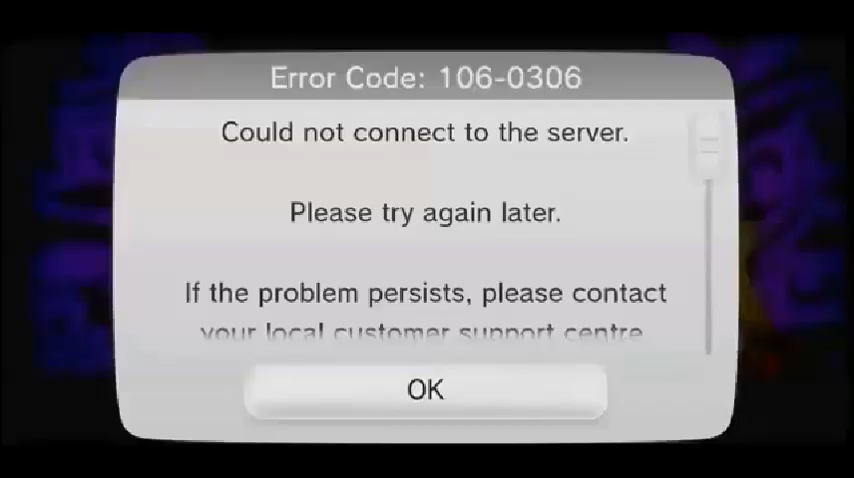 Error Code: 106-0306
Could not connect to the server.
Please try again later.
If the problem persists, please contact
your local customer support centre
OK